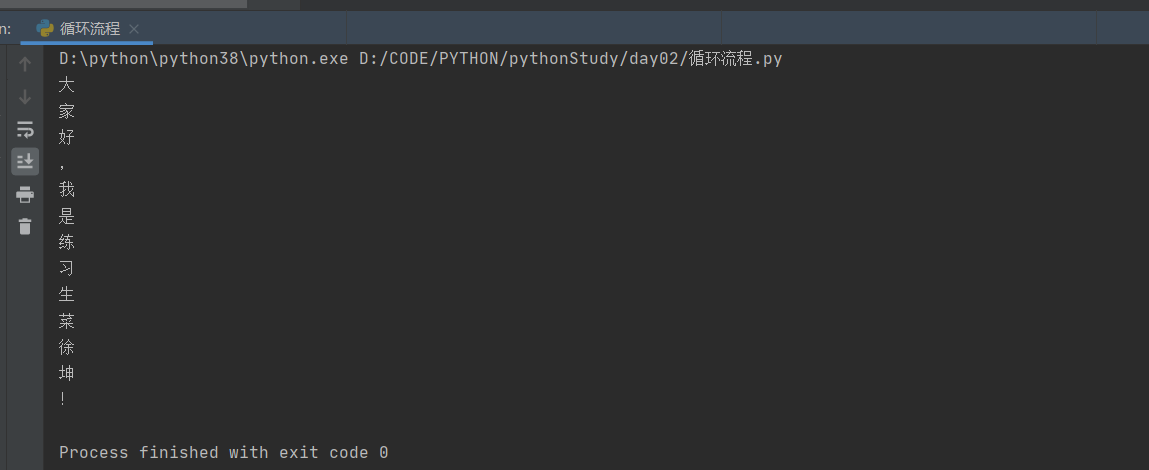 n:
循环流程
D:\python\python38\python.exe D:/CODE/PYTHON/pythonStudy/day02/循环流程.py
大
家
好
,
我
是
练
习
生
菜
徐
坤
!
Process finished with exit code 0